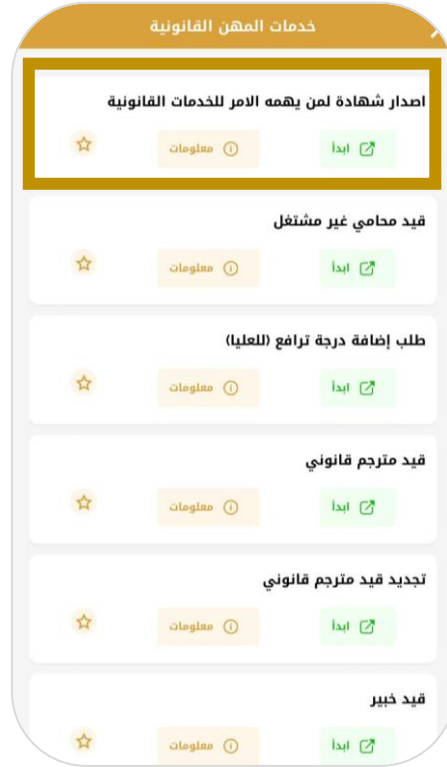 خدمات المهن القانونية
اصدار شهادة لمن يهمه الامر للخدمات القانونية
ابدأ معلومات
قيد محامي غير مشتغل
ابدأ معلومات
طلب إضافة درجة ترافع (للعليا)
ابدأ معلومات
قيد مترجم قانوني
ابدأ معلومات
تجديد قيد مترجم قانوني
ابدأ معلومات
قيد خبير
ابدأ معلومات